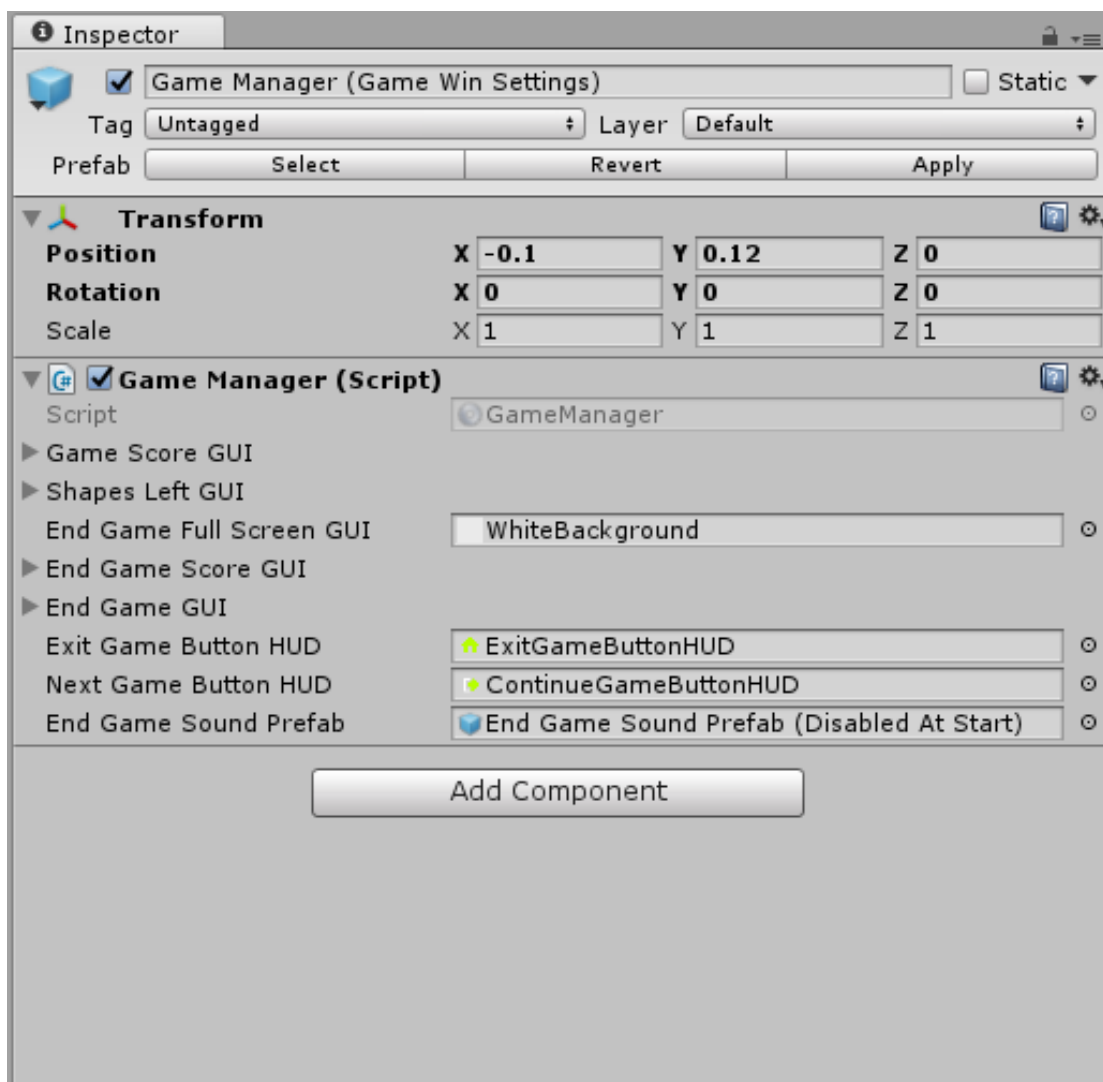 Inspector
Game Manager (Game Win Settings) Static
Tag Untagged Layer Default
Prefab Select Revert Apply
Transform
Position X -0.1 Y 0.12 Z 0
Rotation X 0 Y 0 Z 0
Scale X 1 Y 1 Z 1
Game Manager (Script)
Script GameManager
Game Score GUI
Shapes Left GUI
End Game Full Screen GUI WhiteBackground
End Game Score GUI
End Game GUI
Exit Game Button HUD ExitGameButtonHUD
Next Game Button HUD ContinueGameButtonHUD
End Game Sound Prefab End Game Sound Prefab (Disabled At Start)
Add Component